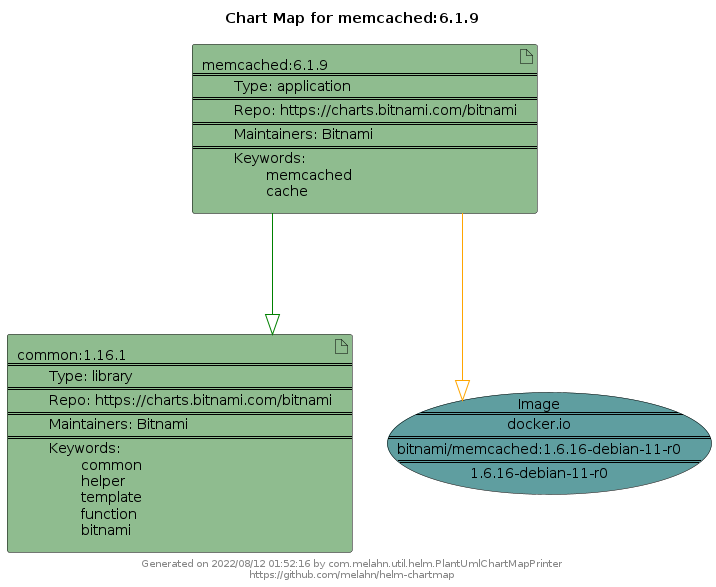 Chart Map for memcached:6.1.9
memcached:6.1.9
Type: application
Repo: https://charts.bitnami.com/bitnami
Maintainers: Bitnami
Keywords:
memcached
cache
common:1.16.1
Type: library
Repo: https://charts.bitnami.com/bitnami
Maintainers: Bitnami
Keywords:
common
helper
template
function
bitnami
Image
docker.io
bitnami/memcached:1.6.16-debian-11-r0
1.6.16-debian-11-r0
Generated on 2022/08/12 01:52:16 by com.melahn.util.helm.PlantUmlChartMapPrinter
https://github.com/melahn/helm-chartmap